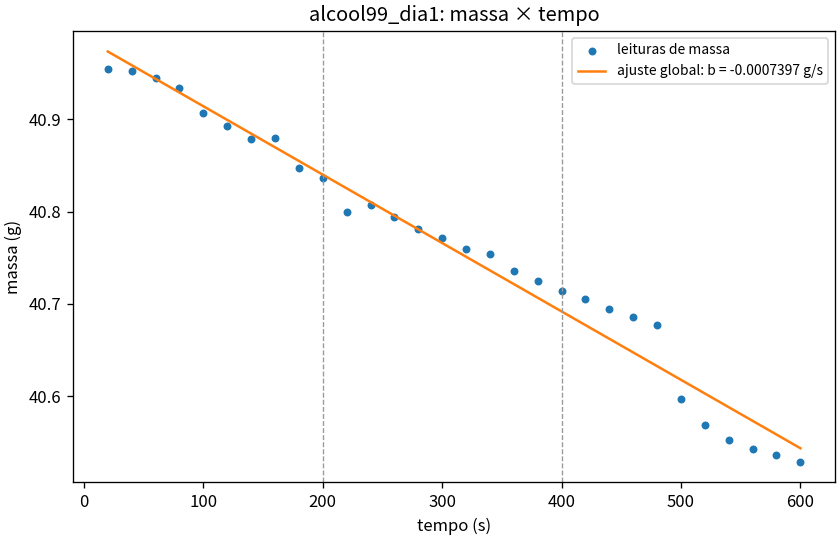 alcool99_dia1: massa × tempo
leituras de massa
ajuste global: b = -0.0007397 g/s
massa (g)
40.9
40.8
40.7
40.6
0 100 200 300 400 500 600
tempo (s)